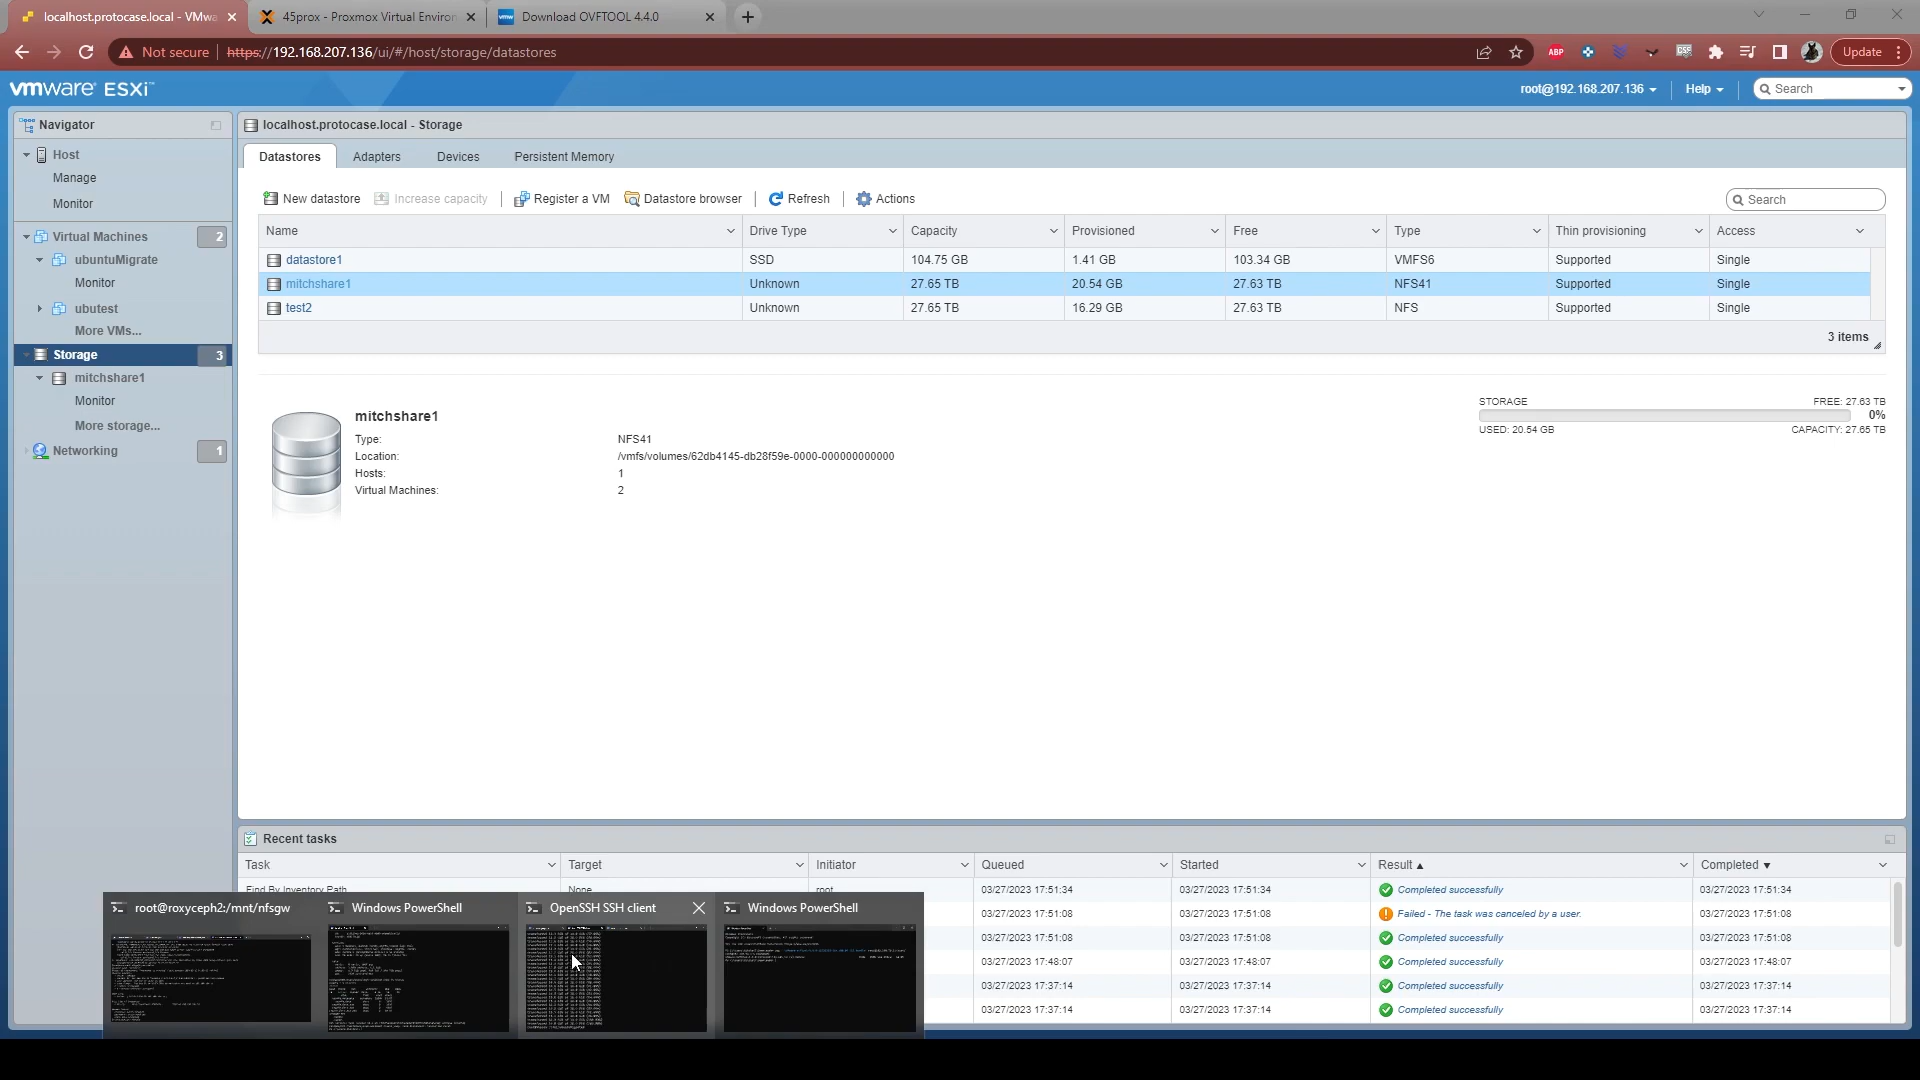 localhost.protocase.local - VMwa
45prox - Proxmox Virtual Environ
vmw
Download OVFTOOL 4.4.0
Not secure
https://192.168.207.136/ui/#/host/storage/datastores
ABP
Update
vmware ESXi™
root@192.168.207.136
Help
Search
Navigator
Host
Manage
Monitor
Virtual Machines
2
ubuntuMigrate
Monitor
ubutest
More VMs...
Storage
3
mitchshare1
Monitor
More storage...
Networking
1
localhost.protocase.local - Storage
Datastores
Adapters
Devices
Persistent Memory
New datastore
Increase capacity
Register a VM
Datastore browser
Refresh
Actions
Search
Name Drive Type Capacity Provisioned Free Type Thin provisioning Access
datastore1 SSD 104.75 GB 1.41 GB 103.34 GB VMFS6 Supported Single
mitchshare1 Unknown 27.65 TB 20.54 GB 27.63 TB NFS41 Supported Single
test2 Unknown 27.65 TB 16.29 GB 27.63 TB NFS Supported Single
3 items
mitchshare1
Type: NFS41
Location: /vmfs/volumes/62db4145-db28f59e-0000-000000000000
Hosts: 1
Virtual Machines: 2
STORAGE
FREE: 27.63 TB
0%
USED: 20.54 GB
CAPACITY: 27.65 TB
Recent tasks
Task Target Initiator Queued Started Result Completed
Find By Inventory Path None root 03/27/2023 17:51:34 03/27/2023 17:51:34 Completed successfully 03/27/2023 17:51:34
03/27/2023 17:51:08 03/27/2023 17:51:08 Failed - The task was canceled by a user. 03/27/2023 17:51:08
03/27/2023 17:51:08 03/27/2023 17:51:08 Completed successfully 03/27/2023 17:51:08
03/27/2023 17:48:07 03/27/2023 17:48:07 Completed successfully 03/27/2023 17:48:07
03/27/2023 17:37:14 03/27/2023 17:37:14 Completed successfully 03/27/2023 17:37:14
03/27/2023 17:37:14 03/27/2023 17:37:14 Completed successfully 03/27/2023 17:37:14
root@roxyceph2:/mnt/nfsgw
Windows PowerShell
OpenSSH SSH client
Windows PowerShell